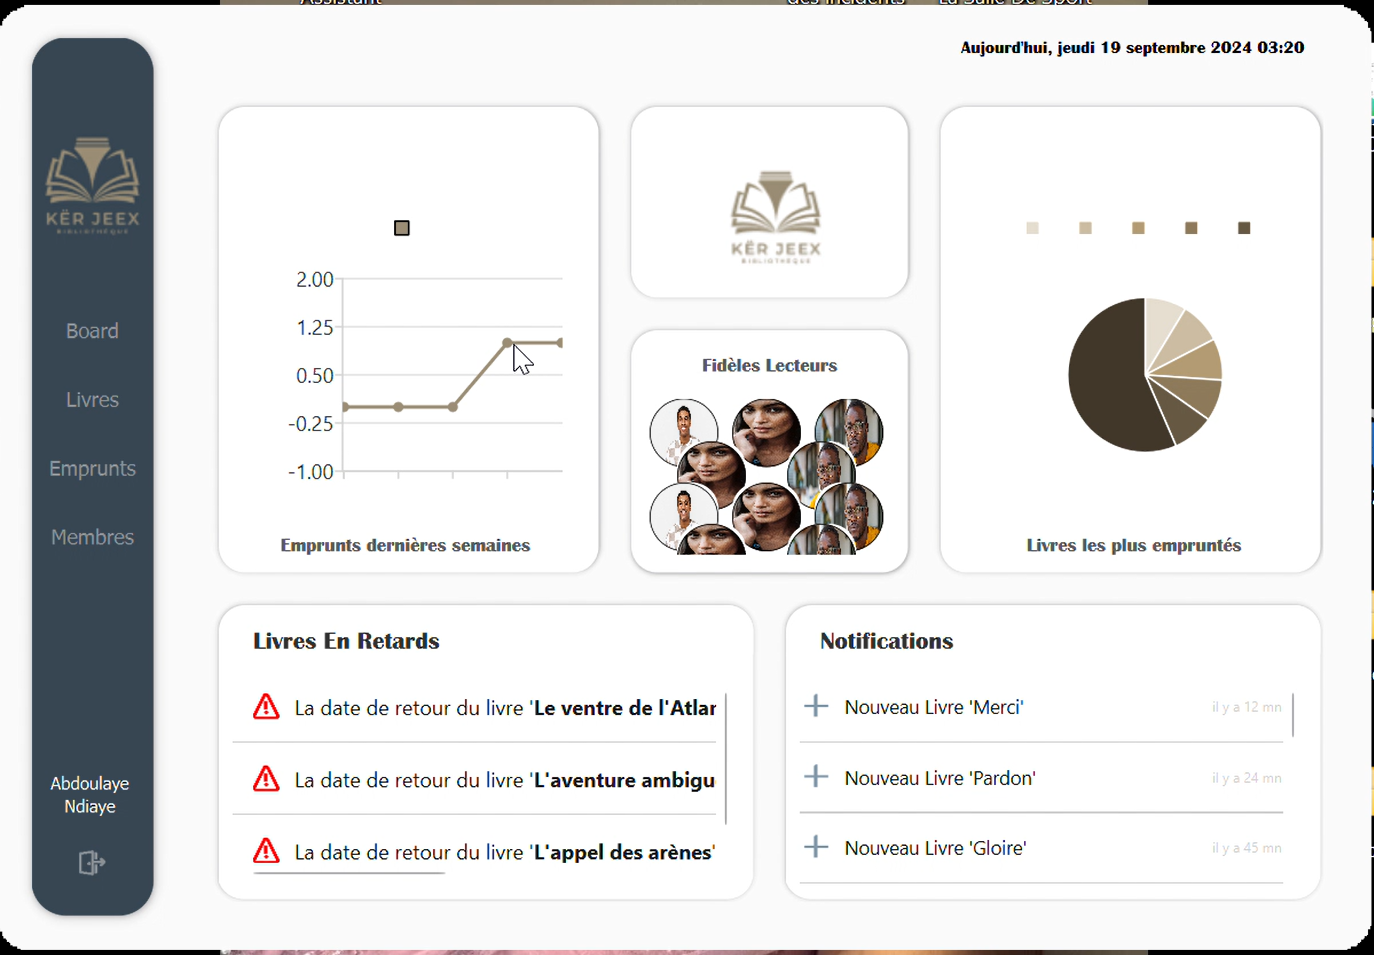 Assistant
des incidents
La Salle De Sport
Aujourd'hui, jeudi 19 septembre 2024 03:20
KËR JEEX
BIBLIOTHÈQUE
Board
Livres
Emprunts
Membres
Abdoulaye
Ndiaye
2.00
1.25
0.50
-0.25
-1.00
Emprunts dernières semaines
KËR JEEX
BIBLIOTHÈQUE
Fidèles Lecteurs
Livres les plus empruntés
Livres En Retards
La date de retour du livre 'Le ventre de l'Atlar
La date de retour du livre 'L'aventure ambigu
La date de retour du livre 'L'appel des arènes'
Notifications
Nouveau Livre 'Merci' il y a 12 mn
Nouveau Livre 'Pardon' il y a 24 mn
Nouveau Livre 'Gloire' il y a 45 mn